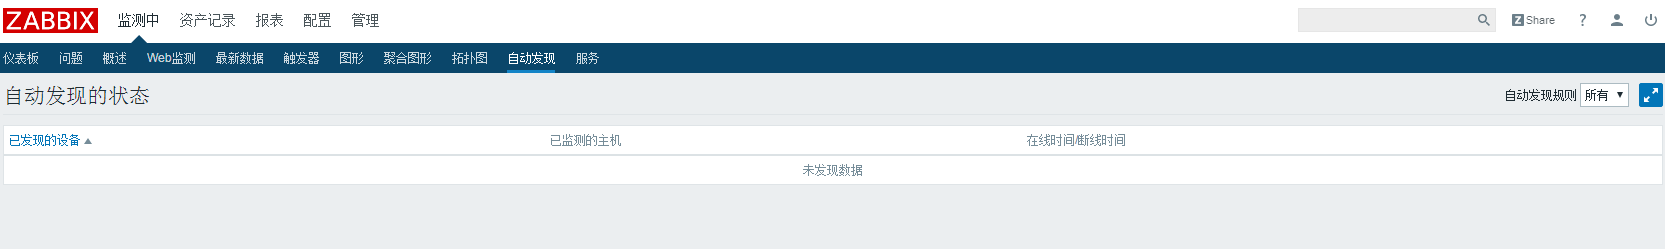 ZABBIX 监测中 资产记录 报表 配置 管理 Z Share ?
仪表板 问题 概述 Web监测 最新数据 触发器 图形 聚合图形 拓扑图 自动发现 服务
自动发现的状态 自动发现规则 所有
已发现的设备 已监测的主机 在线时间/断线时间
未发现数据